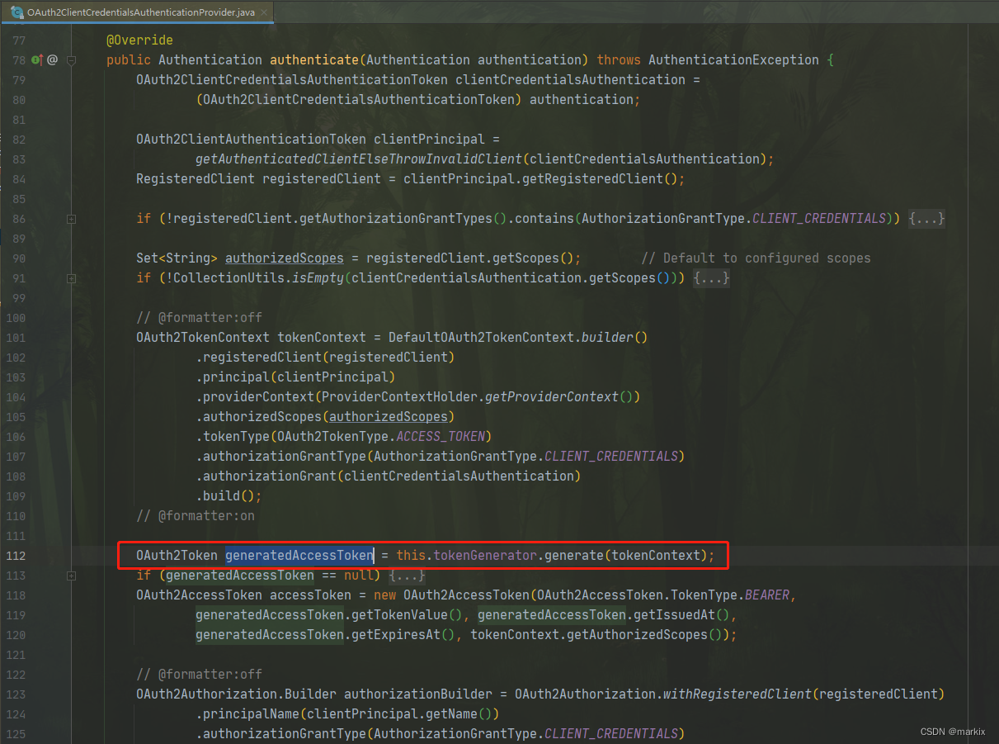 OAuth2ClientCredentialsAuthenticationProvider.java ×
77 @Override
78 @ public Authentication authenticate(Authentication authentication) throws AuthenticationException {
79 OAuth2ClientCredentialsAuthenticationToken clientCredentialsAuthentication =
80 (OAuth2ClientCredentialsAuthenticationToken) authentication;
81
82 OAuth2ClientAuthenticationToken clientPrincipal =
83 getAuthenticatedClientElseThrowInvalidClient(clientCredentialsAuthentication);
84 RegisteredClient registeredClient = clientPrincipal.getRegisteredClient();
85
86 if (!registeredClient.getAuthorizationGrantTypes().contains(AuthorizationGrantType.CLIENT_CREDENTIALS)) {...}
89
90 Set<String> authorizedScopes = registeredClient.getScopes(); // Default to configured scopes
91 if (!CollectionUtils.isEmpty(clientCredentialsAuthentication.getScopes())) {...}
99
100 // @formatter:off
101 OAuth2TokenContext tokenContext = DefaultOAuth2TokenContext.builder()
102 .registeredClient(registeredClient)
103 .principal(clientPrincipal)
104 .providerContext(ProviderContextHolder.getProviderContext())
105 .authorizedScopes(authorizedScopes)
106 .tokenType(OAuth2TokenType.ACCESS_TOKEN)
107 .authorizationGrantType(AuthorizationGrantType.CLIENT_CREDENTIALS)
108 .authorizationGrant(clientCredentialsAuthentication)
109 .build();
110 // @formatter:on
111
112 OAuth2Token generatedAccessToken = this.tokenGenerator.generate(tokenContext);
113 if (generatedAccessToken == null) {...}
118 OAuth2AccessToken accessToken = new OAuth2AccessToken(OAuth2AccessToken.TokenType.BEARER,
119 generatedAccessToken.getTokenValue(), generatedAccessToken.getIssuedAt(),
120 generatedAccessToken.getExpiresAt(), tokenContext.getAuthorizedScopes());
121
122 // @formatter:off
123 OAuth2Authorization.Builder authorizationBuilder = OAuth2Authorization.withRegisteredClient(registeredClient)
124 .principalName(clientPrincipal.getName())
125 .authorizationGrantType(AuthorizationGrantType.CLIENT_CREDENTIALS)
CSDN @markix